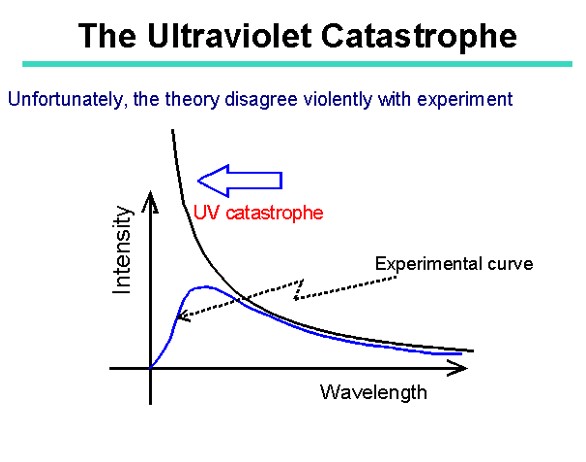 The Ultraviolet Catastrophe
Unfortunately, the theory disagree violently with experiment
UV catastrophe
Intensity
Experimental curve
Wavelength